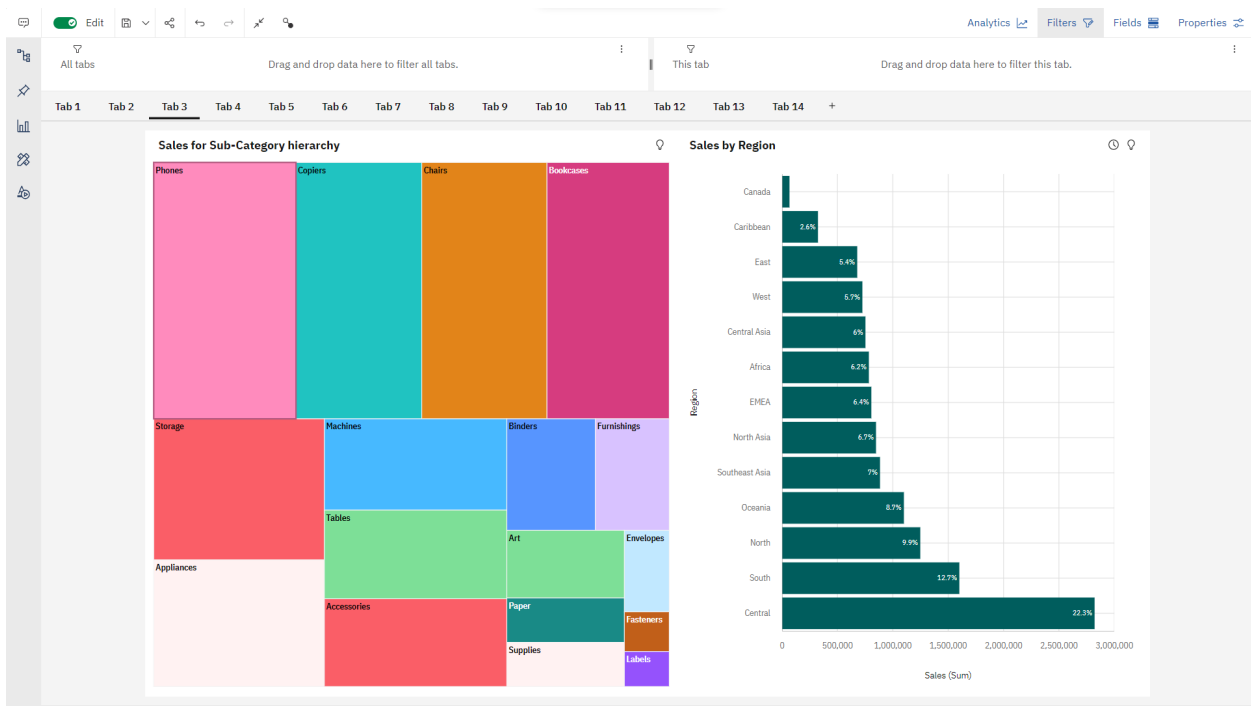 Edit
Analytics
Filters
Fields
Properties
All tabs
Drag and drop data here to filter all tabs.
This tab
Drag and drop data here to filter this tab.
Tab 1 Tab 2 Tab 3 Tab 4 Tab 5 Tab 6 Tab 7 Tab 8 Tab 9 Tab 10 Tab 11 Tab 12 Tab 13 Tab 14 +
Sales for Sub-Category hierarchy
Phones
Copiers
Chairs
Bookcases
Storage
Machines
Binders
Furnishings
Tables
Art
Envelopes
Appliances
Accessories
Paper
Fasteners
Supplies
Labels
Sales by Region
Region
Canada
Caribbean 2.6%
East 5.4%
West 5.7%
Central Asia 6%
Africa 6.2%
EMEA 6.4%
North Asia 6.7%
Southeast Asia 7%
Oceania 8.7%
North 9.9%
South 12.7%
Central 22.3%
0 500,000 1,000,000 1,500,000 2,000,000 2,500,000 3,000,000
Sales (Sum)